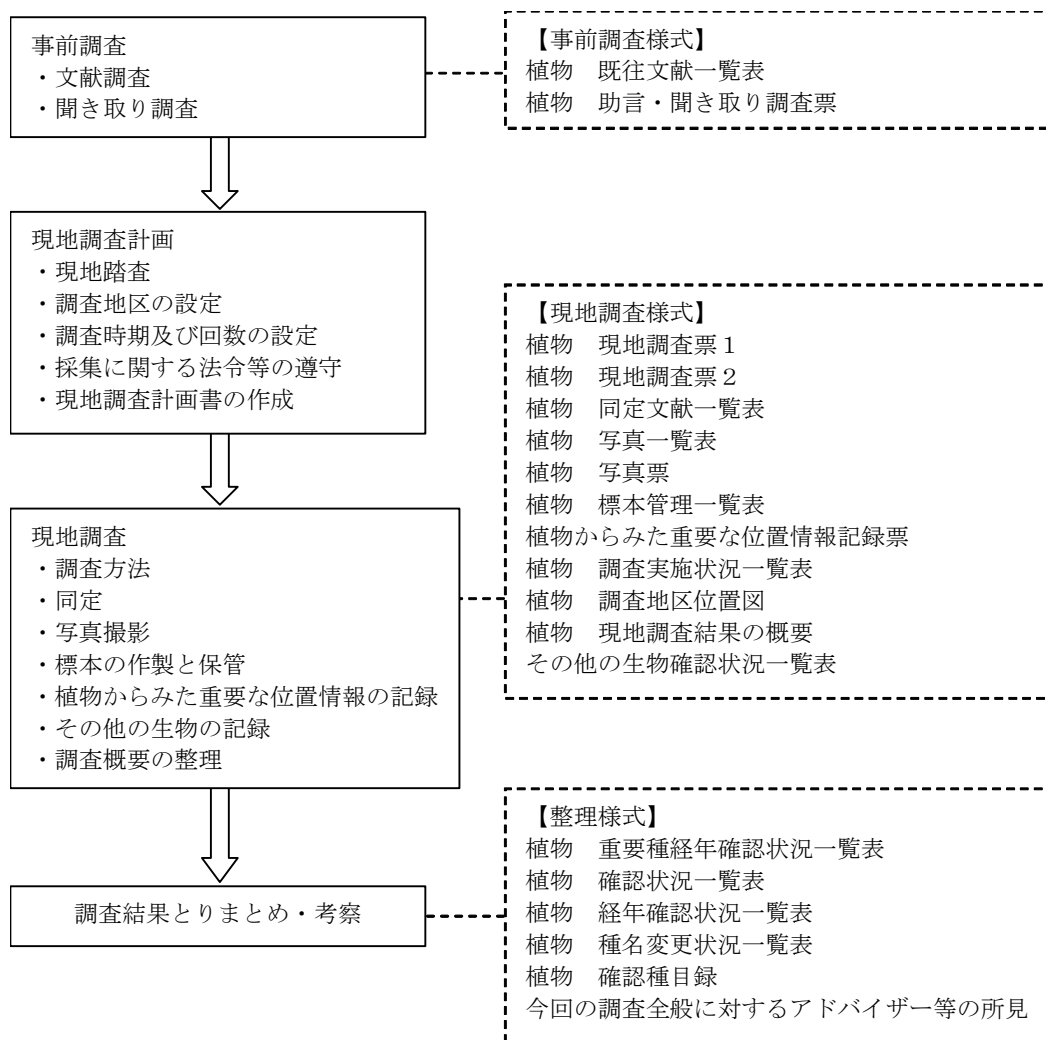 事前調査
・文献調査
・聞き取り調査
【事前調査様式】
植物　既往文献一覧表
植物　助言・聞き取り調査票
現地調査計画
・現地踏査
・調査地区の設定
・調査時期及び回数の設定
・採集に関する法令等の遵守
・現地調査計画書の作成
現地調査
・調査方法
・同定
・写真撮影
・標本の作製と保管
・植物からみた重要な位置情報の記録
・その他の生物の記録
・調査概要の整理
【現地調査様式】
植物　現地調査票１
植物　現地調査票２
植物　同定文献一覧表
植物　写真一覧表
植物　写真票
植物　標本管理一覧表
植物からみた重要な位置情報記録票
植物　調査実施状況一覧表
植物　調査地区位置図
植物　現地調査結果の概要
その他の生物確認状況一覧表
調査結果とりまとめ・考察
【整理様式】
植物　重要種経年確認状況一覧表
植物　確認状況一覧表
植物　経年確認状況一覧表
植物　種名変更状況一覧表
植物　確認種目録
今回の調査全般に対するアドバイザー等の所見